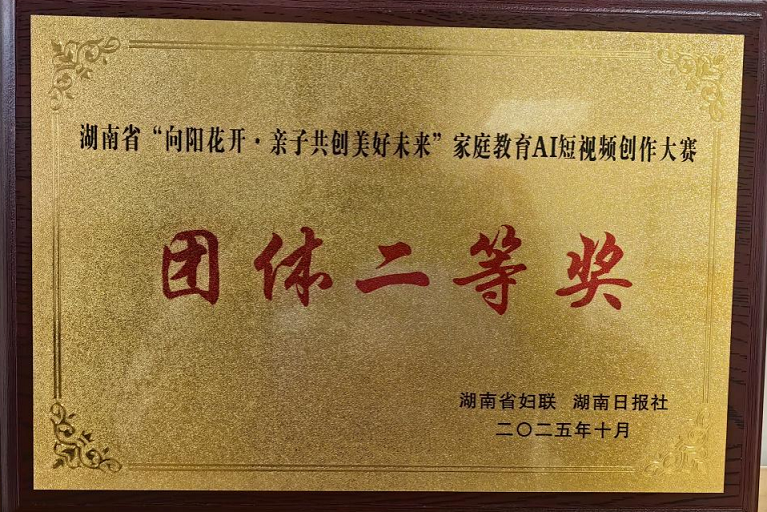 湖南省“向阳花开·亲子共创美好未来”家庭教育AI短视频创作大赛
团体二等奖
湖南省妇联 湖南日报社
二〇二五年十月